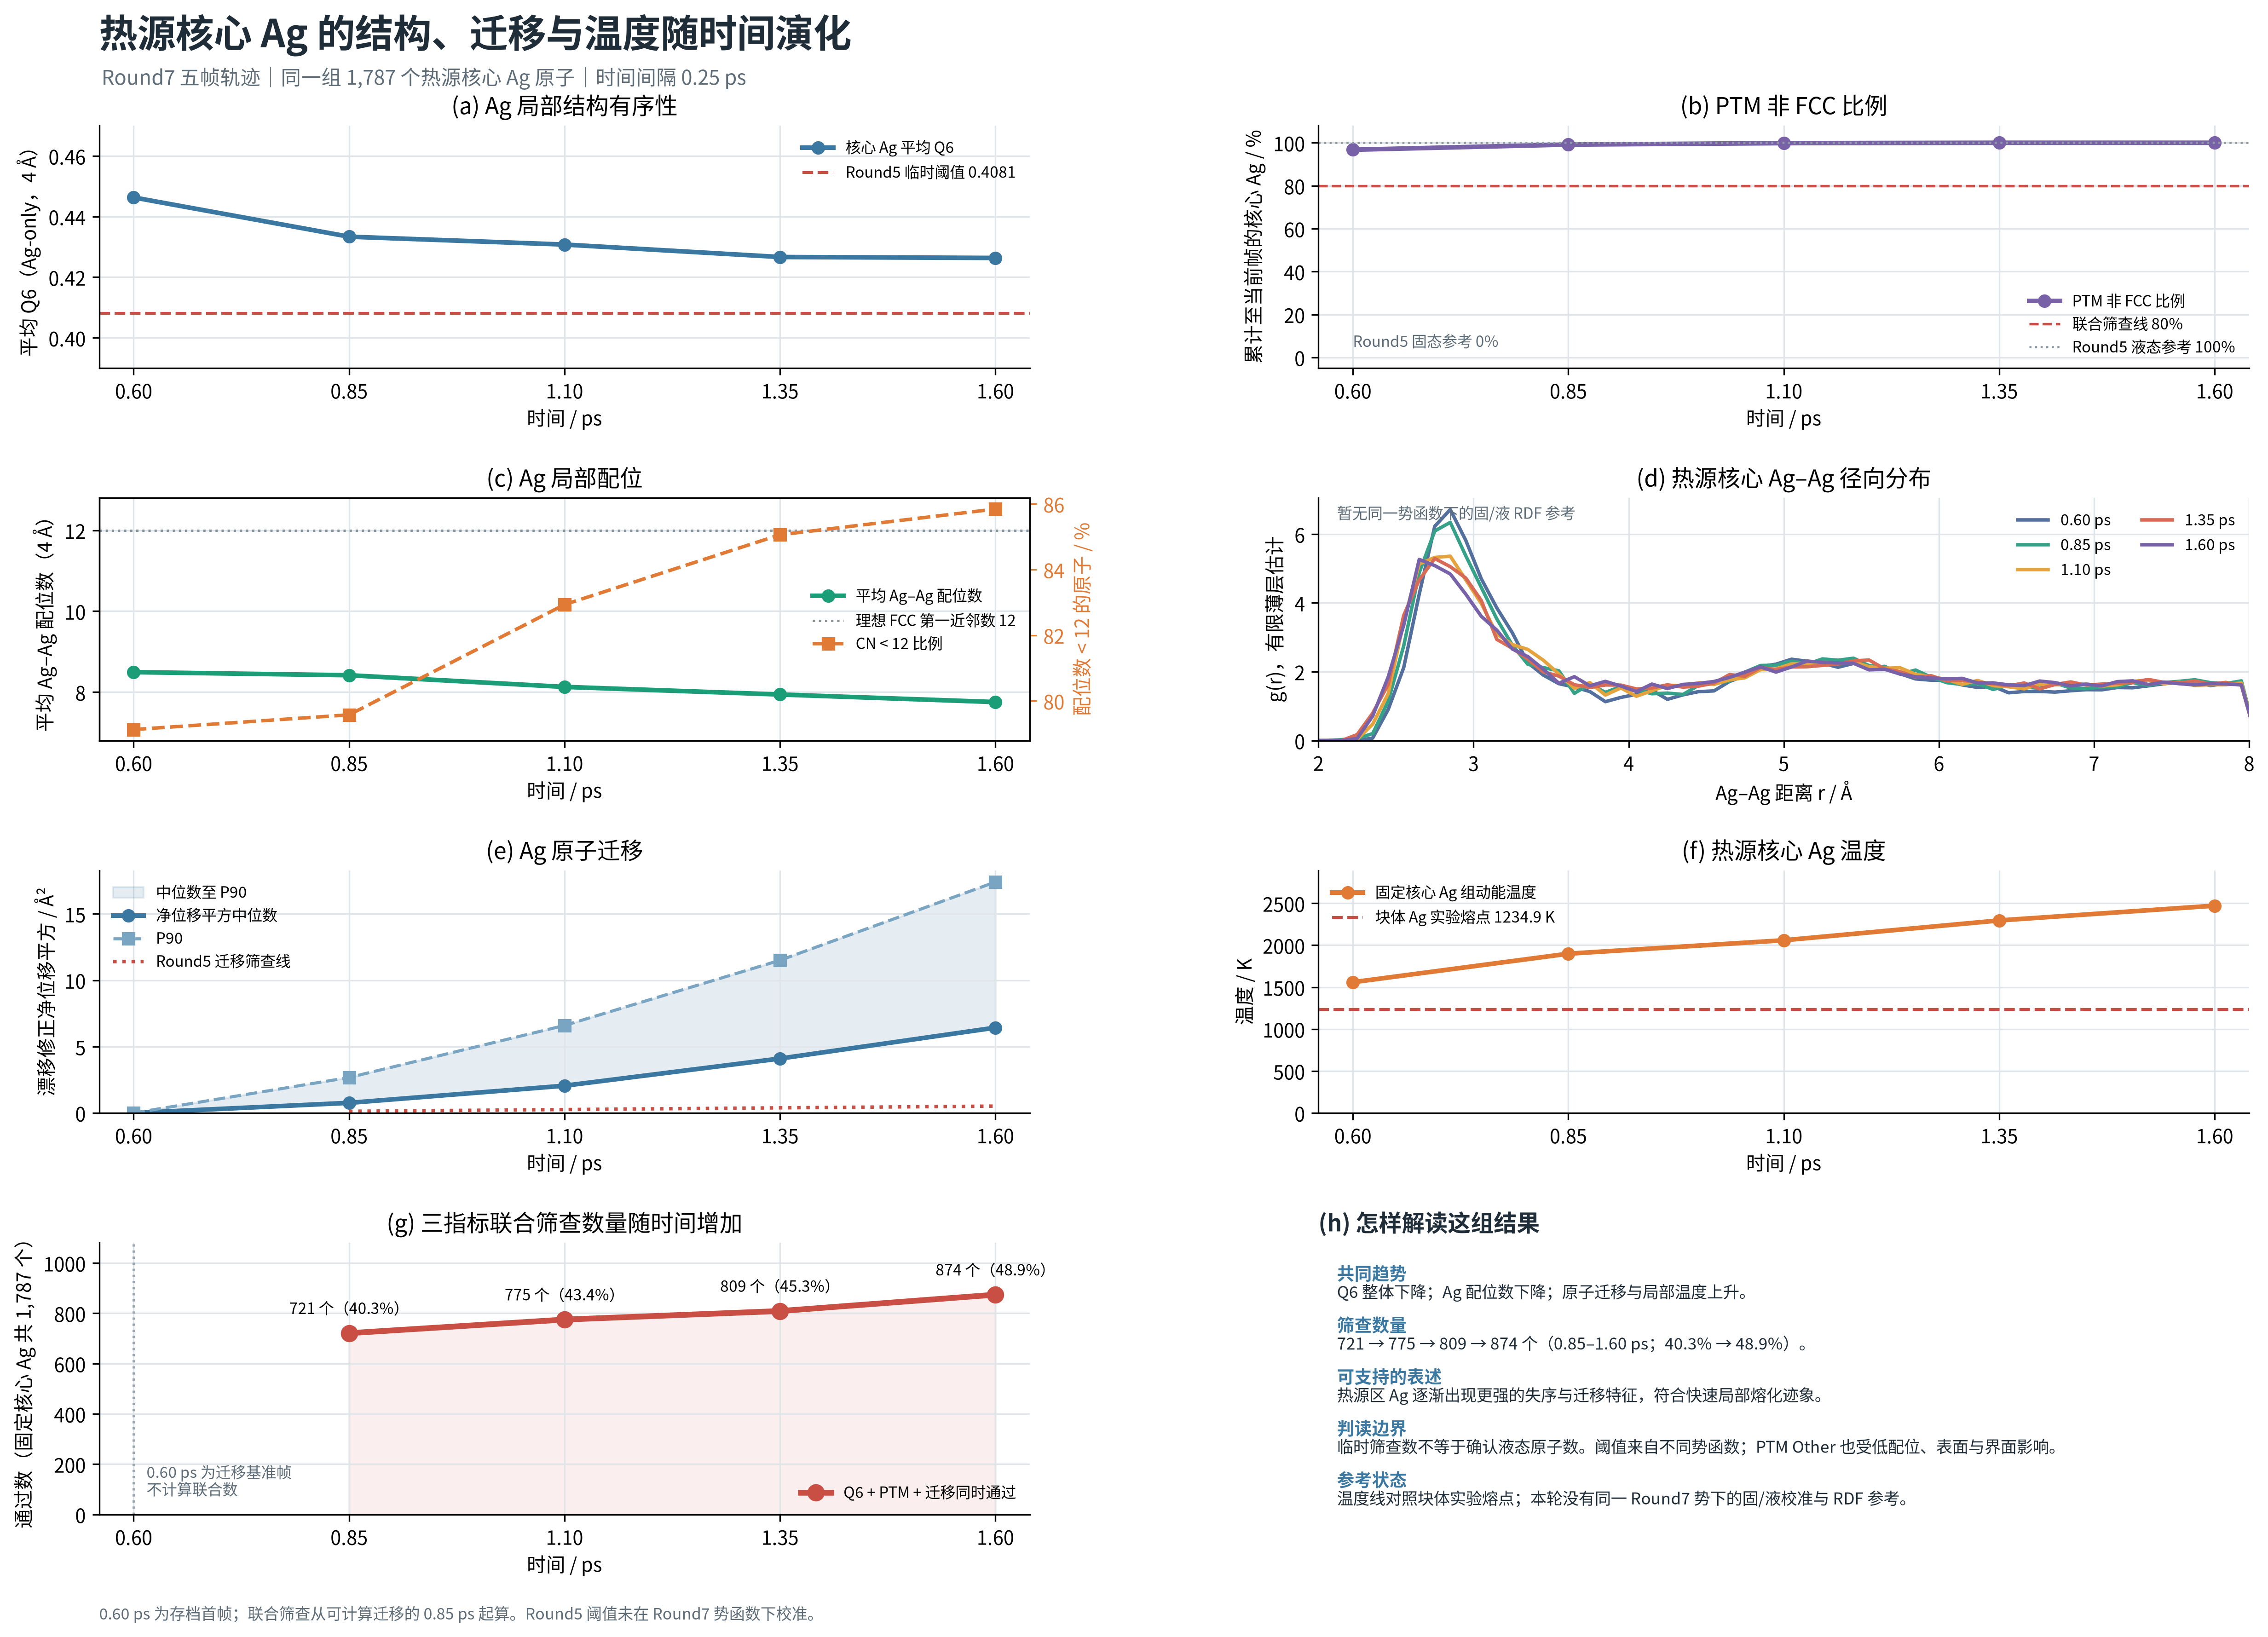 热源核心 Ag 的结构、迁移与温度随时间演化
Round7 五帧轨迹｜同一组 1,787 个热源核心 Ag 原子｜时间间隔 0.25 ps
(a) Ag 局部结构有序性
平均 Q6（Ag-only，4 Å）
0.46
0.44
0.42
0.40
核心 Ag 平均 Q6
Round5 临时阈值 0.4081
0.60
0.85
1.10
1.35
1.60
时间 / ps
(b) PTM 非 FCC 比例
累计至当前帧的核心 Ag / %
100
80
60
40
20
0
PTM 非 FCC 比例
联合筛查线 80%
Round5 液态参考 100%
Round5 固态参考 0%
0.60
0.85
1.10
1.35
1.60
时间 / ps
(c) Ag 局部配位
平均 Ag–Ag 配位数（4 Å）
12
10
8
平均 Ag–Ag 配位数
理想 FCC 第一近邻数 12
CN < 12 比例
86
84
82
80
配位数 < 12 的原子 / %
0.60
0.85
1.10
1.35
1.60
时间 / ps
(d) 热源核心 Ag–Ag 径向分布
g(r)，有限薄层估计
6
4
2
0
暂无同一势函数下的固/液 RDF 参考
0.60 ps
0.85 ps
1.10 ps
1.35 ps
1.60 ps
2
3
4
5
6
7
8
Ag–Ag 距离 r / Å
(e) Ag 原子迁移
漂移修正净位移平方 / Å²
15
10
5
0
中位数至 P90
净位移平方中位数
P90
Round5 迁移筛查线
0.60
0.85
1.10
1.35
1.60
时间 / ps
(f) 热源核心 Ag 温度
温度 / K
2500
2000
1500
1000
500
0
固定核心 Ag 组动能温度
块体 Ag 实验熔点 1234.9 K
0.60
0.85
1.10
1.35
1.60
时间 / ps
(g) 三指标联合筛查数量随时间增加
通过数（固定核心 Ag 共 1,787 个）
1000
800
600
400
200
0
721 个（40.3%）
775 个（43.4%）
809 个（45.3%）
874 个（48.9%）
0.60 ps 为迁移基准帧
不计算联合数
Q6 + PTM + 迁移同时通过
0.60
0.85
1.10
1.35
1.60
时间 / ps
(h) 怎样解读这组结果
共同趋势
Q6 整体下降；Ag 配位数下降；原子迁移与局部温度上升。
筛查数量
721 → 775 → 809 → 874 个（0.85–1.60 ps；40.3% → 48.9%）。
可支持的表述
热源区 Ag 逐渐出现更强的失序与迁移特征，符合快速局部熔化迹象。
判读边界
临时筛查数不等于确认液态原子数。阈值来自不同势函数；PTM Other 也受低配位、表面与界面影响。
参考状态
温度线对照块体实验熔点；本轮没有同一 Round7 势下的固/液校准与 RDF 参考。
0.60 ps 为存档首帧；联合筛查从可计算迁移的 0.85 ps 起算。Round5 阈值未在 Round7 势函数下校准。